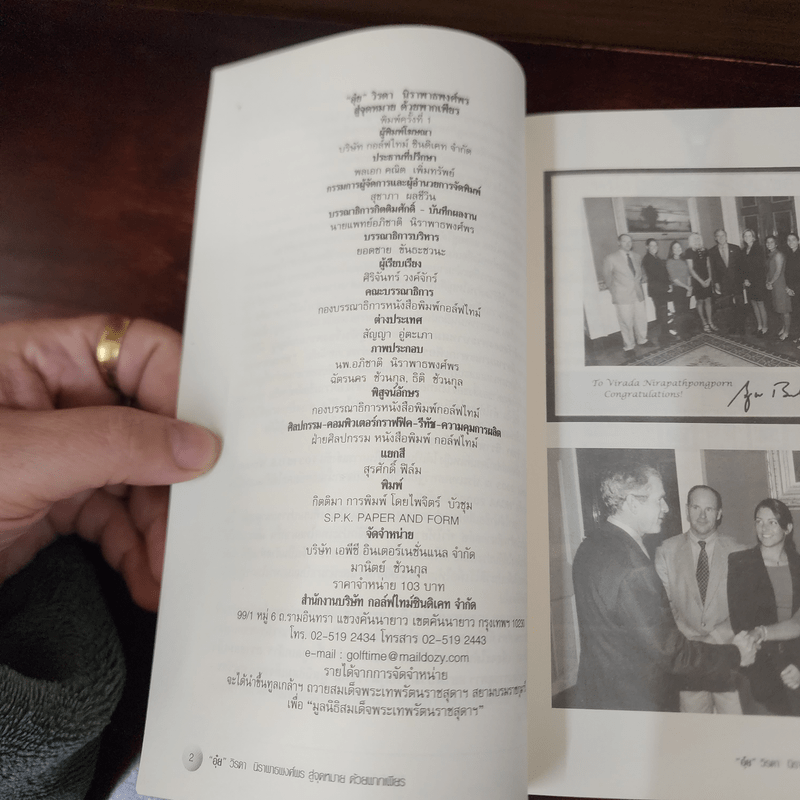 "อุ๋ย" วิรดา นิราพาธพงศ์พร
สู่จุดหมาย ด้วยพากเพียร
พิมพ์ครั้งที่ 1
ผู้พิมพ์โฆษณา
บริษัท กอล์ฟไทม์ ซินดิเคท จำกัด
ประธานที่ปรึกษา
พลเอก คณิต เพิ่มทรัพย์
กรรมการผู้จัดการและผู้อำนวยการจัดพิมพ์
สุชาภา ผลชีวิน
บรรณาธิการกิตติมศักดิ์ - บันทึกผลงาน
นายแพทย์อภิชาติ นิราพาธพงศ์พร
บรรณาธิการบริหาร
ยอดชาย ขันธะชวนะ
ผู้เรียบเรียง
ศิริจันทร์ วงศ์จักร์
คณะบรรณาธิการ
กองบรรณาธิการหนังสือพิมพ์กอล์ฟไทม์
ต่างประเทศ
สัญญา อู่ตะเภา
ภาพประกอบ
นพ.อภิชาติ นิราพาธพงศ์พร
ฉัตรนคร ชัวนกุล, ธิติ ชัวนกุล
พิสูจน์อักษร
กองบรรณาธิการหนังสือพิมพ์กอล์ฟไทม์
ศิลปกรรม-คอมพิวเตอร์กราฟฟิค-รีทัช-ความคุมการผลิต
ฝ่ายศิลปกรรม หนังสือพิมพ์ กอล์ฟไทม์
แยกสี
สุรศักดิ์ ฟิล์ม
พิมพ์
กิตติมา การพิมพ์ โดยไพจิตร์ บัวชุม
S.P.K. PAPER AND FORM
จัดจำหน่าย
บริษัท เอพีซี อินเตอร์เนชั่นแนล จำกัด
มานิตย์ ชัวนกุล
ราคาจำหน่าย 103 บาท
สำนักงานบริษัท กอล์ฟไทม์ซินดิเคท จำกัด
99/1 หมู่ 6 ถ.รามอินทรา แขวงคันนายาว เขตคันนายาว กรุงเทพฯ 10230
โทร. 02-519 2434 โทรสาร 02-519 2443
e-mail : golftime@maildozy.com
รายได้จากการจัดจำหน่าย
จะได้นำขึ้นทูลเกล้าฯ ถวายสมเด็จพระเทพรัตนราชสุดาฯ
เพื่อ "มูลนิธิสมเด็จพระเทพรัตนราชสุดาฯ"
2 "อุ๋ย" วิรดา นิราพาธพงศ์พร สู่จุดหมาย ด้วยพากเพียร
To Virada Nirapathpongporn
Congratulations!
"อุ๋ย" วิรดา